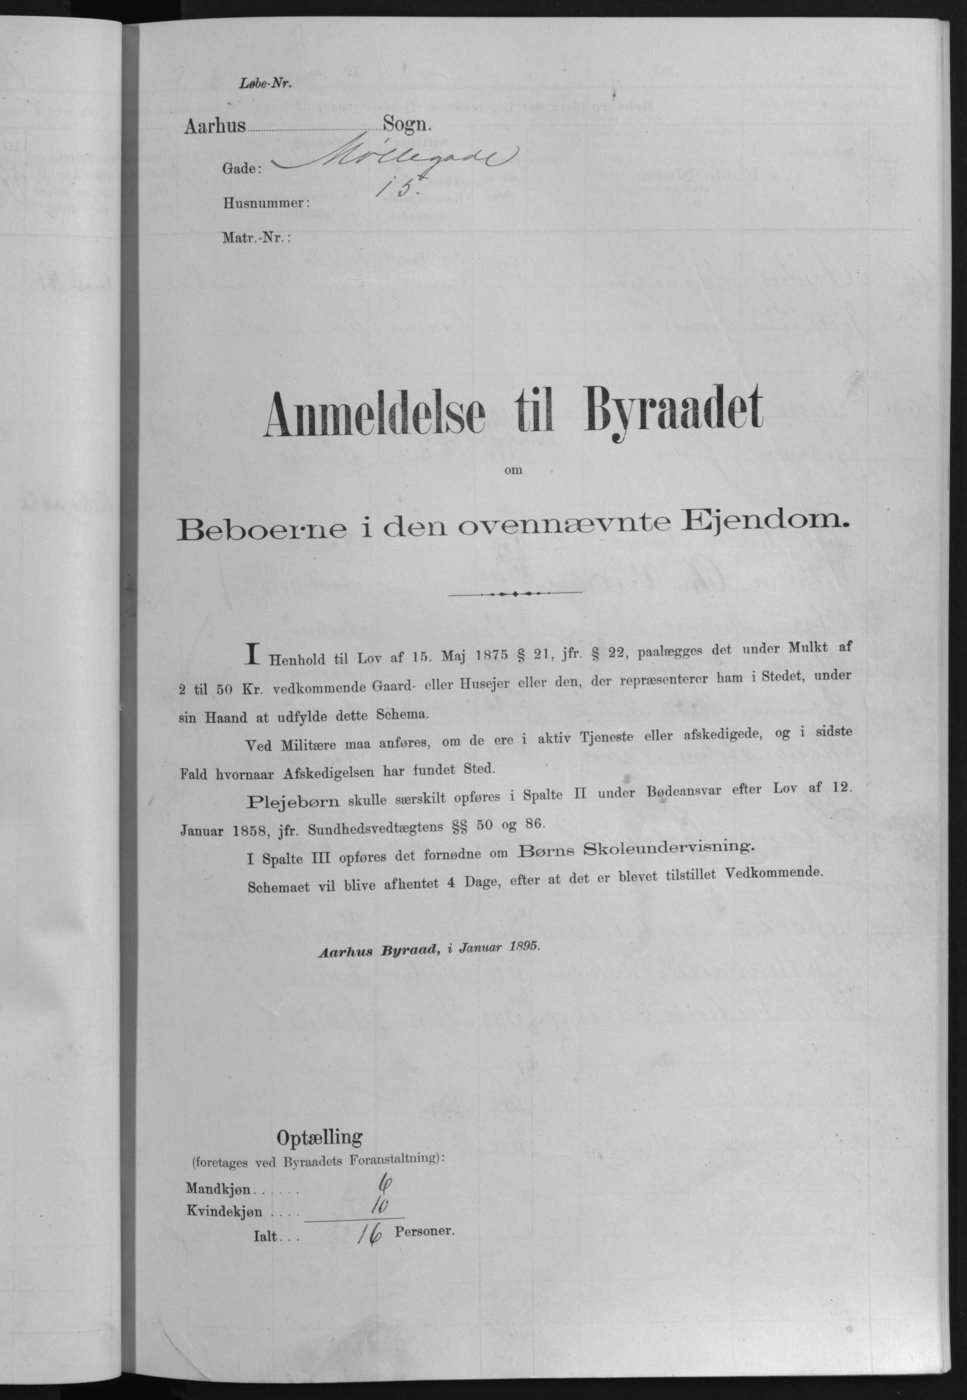 Løbe-Nr.
Aarhus Sogn.
Gade: Møllegade
Husnummer: 15.
Matr.-Nr.:
Anmeldelse til Byraadet
om
Beboerne i den ovennævnte Ejendom.
I Henhold til Lov af 15. Maj 1875 § 21, jfr. § 22, paalægges det under Mulkt af
2 til 50 Kr. vedkommende Gaard- eller Husejer eller den, der repræsenterer ham i Stedet, under
sin Haand at udfylde dette Schema.
Ved Militære maa anføres, om de ere i aktiv Tjeneste eller afskedigede, og i sidste
Fald hvornaar Afskedigelsen har fundet Sted.
Plejebørn skulle særskilt opføres i Spalte II under Bødeansvar efter Lov af 12.
Januar 1858, jfr. Sundhedsvedtægtens §§ 50 og 86.
I Spalte III opføres det fornødne om Børns Skoleundervisning.
Schemaet vil blive afhentet 4 Dage, efter at det er blevet tilstillet Vedkommende.
Aarhus Byraad, i Januar 1895.
Optælling
(foretages ved Byraadets Foranstaltning):
Mandkjøn...... 6
Kvindekjøn .... 10
Ialt... 16 Personer.